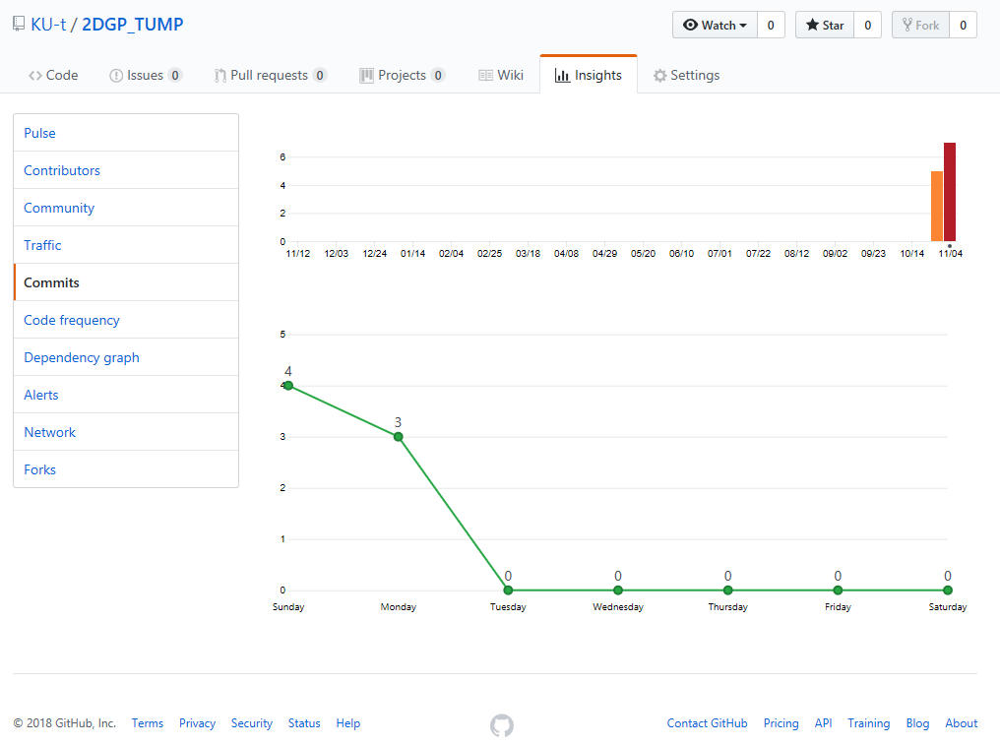 KU-t / 2DGP_TUMP
Watch 0 Star 0 Fork 0
Code Issues 0 Pull requests 0 Projects 0 Wiki Insights Settings
Pulse
Contributors
Community
Traffic
Commits
Code frequency
Dependency graph
Alerts
Network
Forks
6
4
2
0
11/12 12/03 12/24 01/14 02/04 02/25 03/18 04/08 04/29 05/20 06/10 07/01 07/22 08/12 09/02 09/23 10/14 11/04
5
4
4
3
3
2
1
0 0 0 0 0
0
Sunday Monday Tuesday Wednesday Thursday Friday Saturday
© 2018 GitHub, Inc. Terms Privacy Security Status Help Contact GitHub Pricing API Training Blog About